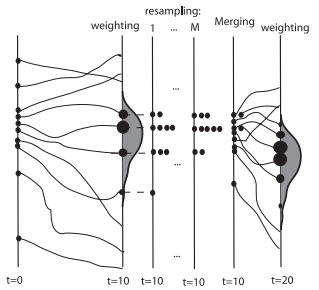 resampling:
weighting 1 ... M Merging weighting
...
...
...
t=0 t=10 t=10 t=10 t=10 t=20